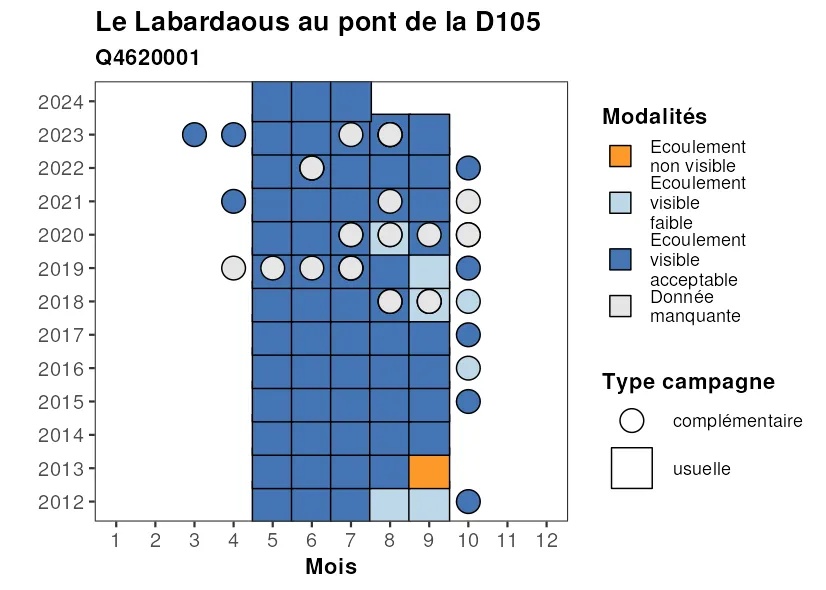 Le Labardaous au pont de la D105
Q4620001
2024
2023
2022
2021
2020
2019
2018
2017
2016
2015
2014
2013
2012
1 2 3 4 5 6 7 8 9 10 11 12
Mois
Modalités
Ecoulement
non visible
Ecoulement
visible
faible
Ecoulement
visible
acceptable
Donnée
manquante
Type campagne
complémentaire
usuelle